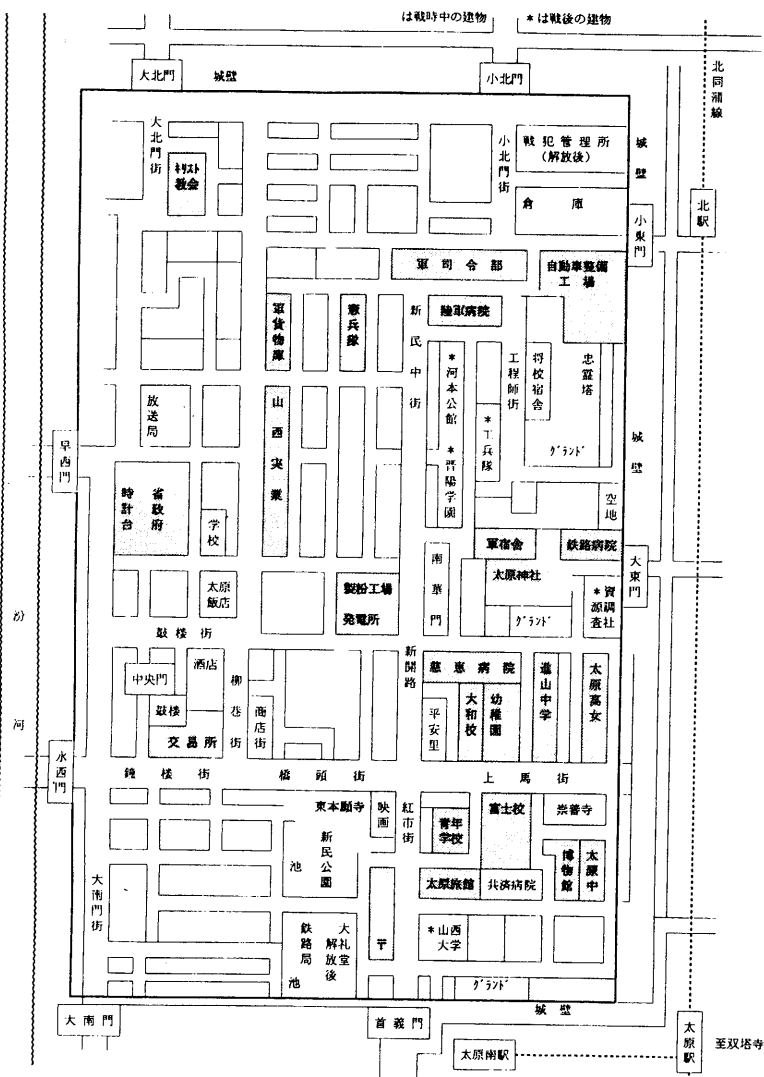 は戦時中の建物　＊は戦後の建物
大北門
城壁
小北門
北同蒲線
大北門街
キリスト教会
小北門街
戦犯管理所
(解放後)
城壁
倉庫
小東門
北駅
軍司令部
自動車整備
工場
軍貨物廠
憲兵隊
新民中街
陸軍病院
＊河本公館
＊晋陽学園
工程師街
＊工兵隊
将校宿舎
忠霊塔
グランド
城壁
放送局
山西実業
早西門
時計台
省政府
学校
空地
軍宿舎
鉄路病院
大東門
太原飯店
製粉工場
発電所
南華門
太原神社
グランド
＊資源調査社
鼓楼街
汾河
中央門
酒店
柳巷街
商店街
鼓楼
交易所
新開路
慈恵病院
平安里
大和校
幼稚園
進山中学
太原高女
水西門
鐘楼街
橋頭街
上馬街
東本願寺
映画
紅市街
青年学校
富士校
崇善寺
新民公園
池
博物館
太原中
大南門街
太原旅館
共済病院
鉄路局
大礼堂
解放後
池
〒
＊山西大学
グランド
城壁
大南門
首義門
太原南駅
太原駅
至双塔寺